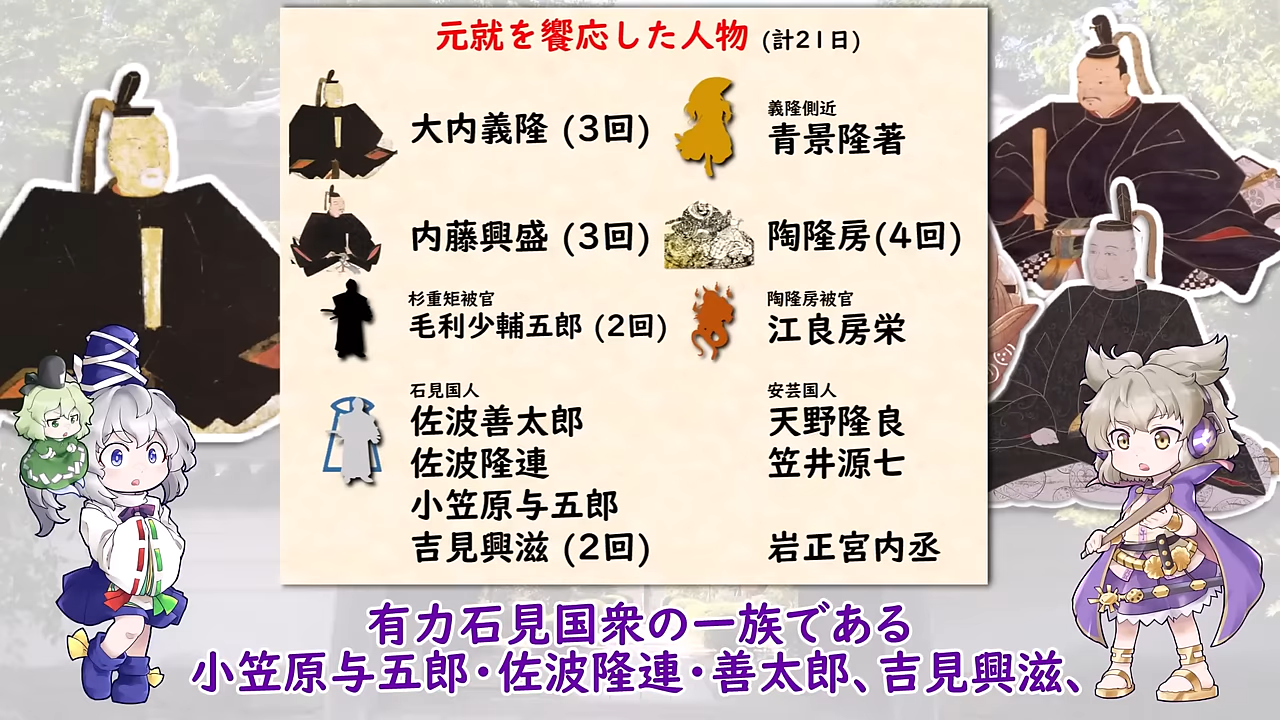 元就を饗応した人物 (計21日)
大内義隆 (3回)
義隆側近
青景隆著
内藤興盛 (3回)
陶隆房(4回)
杉重矩被官
毛利少輔五郎 (2回)
陶隆房被官
江良房栄
石見国人
佐波善太郎
佐波隆連
小笠原与五郎
吉見興滋 (2回)
安芸国人
天野隆良
笠井源七
岩正宮内丞
有力石見国衆の一族である
小笠原与五郎・佐波隆連・善太郎、吉見興滋、